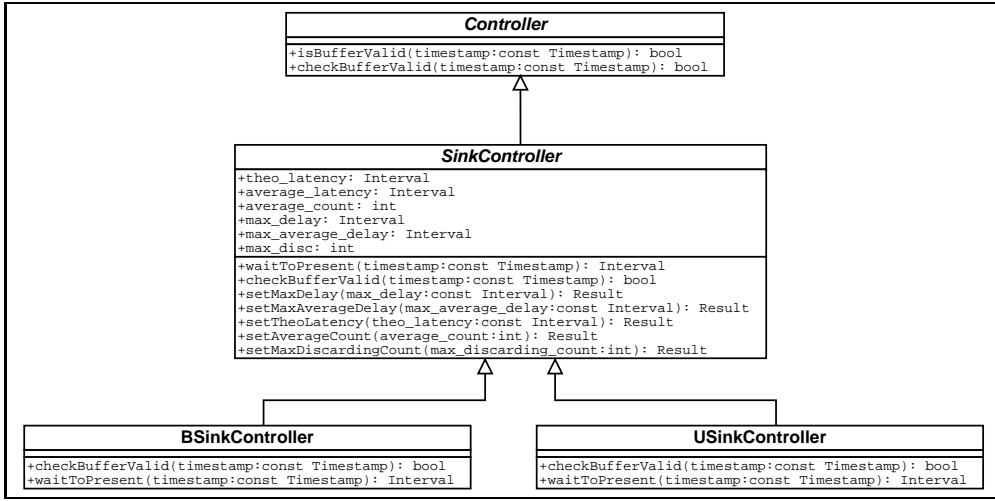 Controller
+isBufferValid(timestamp:const Timestamp): bool
+checkBufferValid(timestamp:const Timestamp): bool
SinkController
+theo_latency: Interval
+average_latency: Interval
+average_count: int
+max_delay: Interval
+max_average_delay: Interval
+max_disc: int
+waitToPresent(timestamp:const Timestamp): Interval
+checkBufferValid(timestamp:const Timestamp): bool
+setMaxDelay(max_delay:const Interval): Result
+setMaxAverageDelay(max_average_delay:const Interval): Result
+setTheoLatency(theo_latency:const Interval): Result
+setAverageCount(average_count:int): Result
+setMaxDiscardingCount(max_discarding_count:int): Result
BSinkController
+checkBufferValid(timestamp:const Timestamp): bool
+waitToPresent(timestamp:const Timestamp): Interval
USinkController
+checkBufferValid(timestamp:const Timestamp): bool
+waitToPresent(timestamp:const Timestamp): Interval